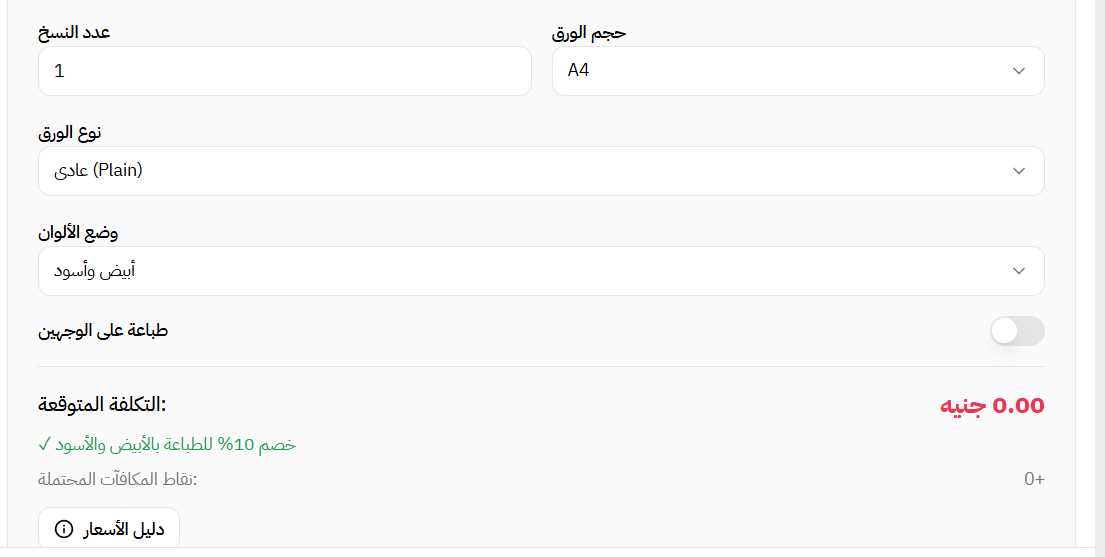 عدد النسخ
1
حجم الورق
A4
نوع الورق
عادى (Plain)
وضع الألوان
أبيض وأسود
طباعة على الوجهين
التكلفة المتوقعة:
0.00 جنيه
✓ خصم 10% للطباعة بالأبيض والأسود
نقاط المكافآت المحتملة:
+0
دليل الأسعار